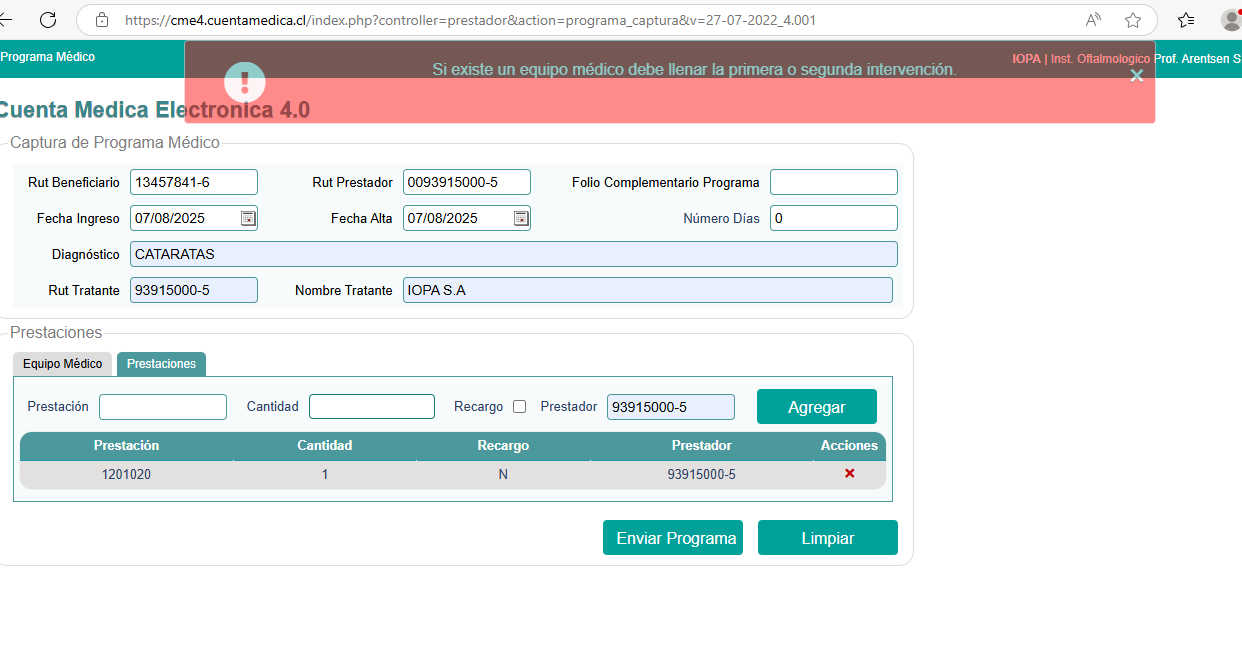 https://cme4.cuentamedica.cl/index.php?controller=prestador&action=programa_captura&v=27-07-2022_4.001
Programa Médico
Si existe un equipo médico debe llenar la primera o segunda intervención.
IOPA | Inst. Oftalmologico Prof. Arentsen S
Cuenta Medica Electronica 4.0
Captura de Programa Médico
Rut Beneficiario 13457841-6 Rut Prestador 0093915000-5 Folio Complementario Programa
Fecha Ingreso 07/08/2025 Fecha Alta 07/08/2025 Número Días 0
Diagnóstico CATARATAS
Rut Tratante 93915000-5 Nombre Tratante IOPA S.A
Prestaciones
Equipo Médico Prestaciones
Prestación Cantidad Recargo Prestador 93915000-5 Agregar
Prestación Cantidad Recargo Prestador Acciones
1201020 1 N 93915000-5
Enviar Programa Limpiar